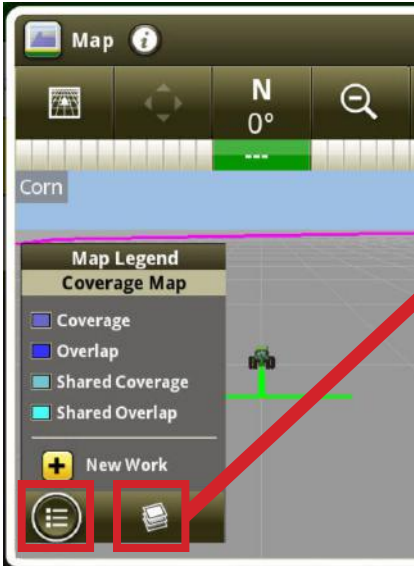 Map
N
0°
---
Corn
Map Legend
Coverage Map
Coverage
Overlap
Shared Coverage
Shared Overlap
New Work